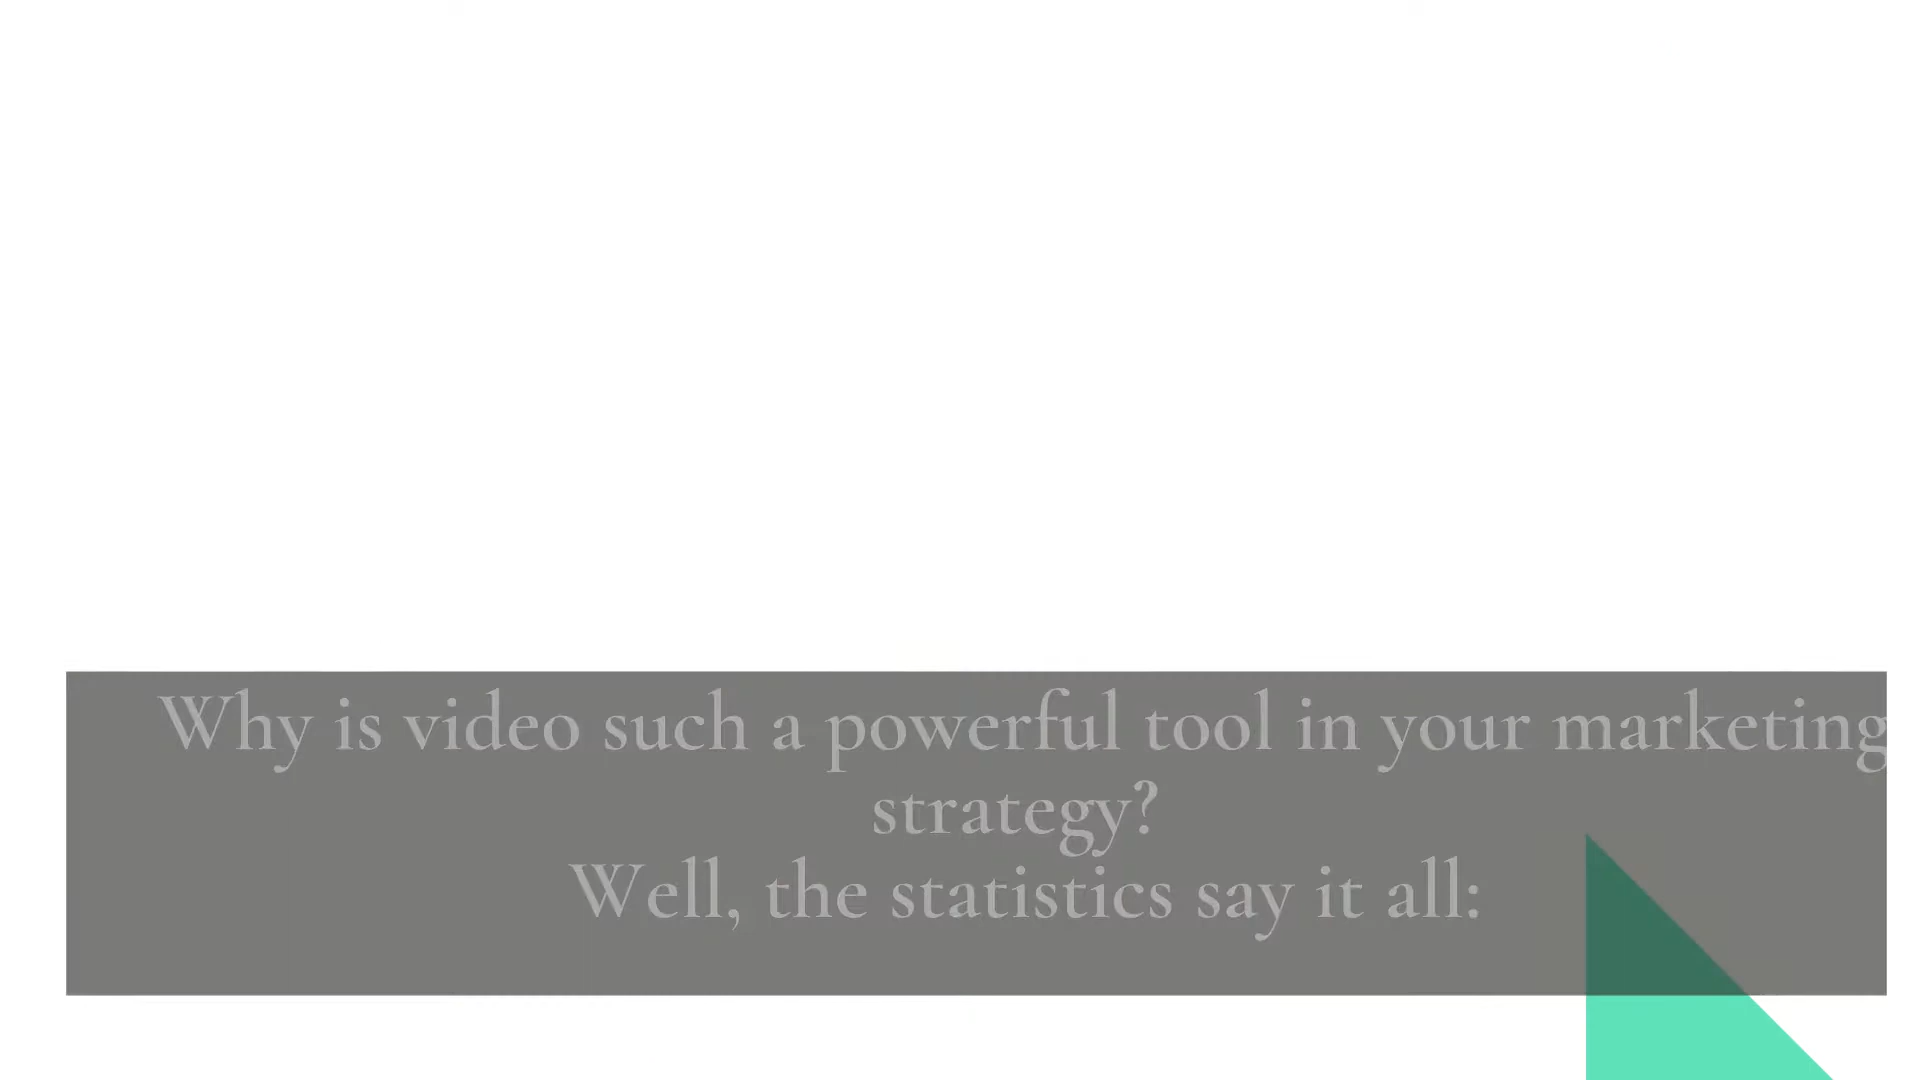 Why is video such a powerful tool in your marketing
strategy?
Well, the statistics say it all: